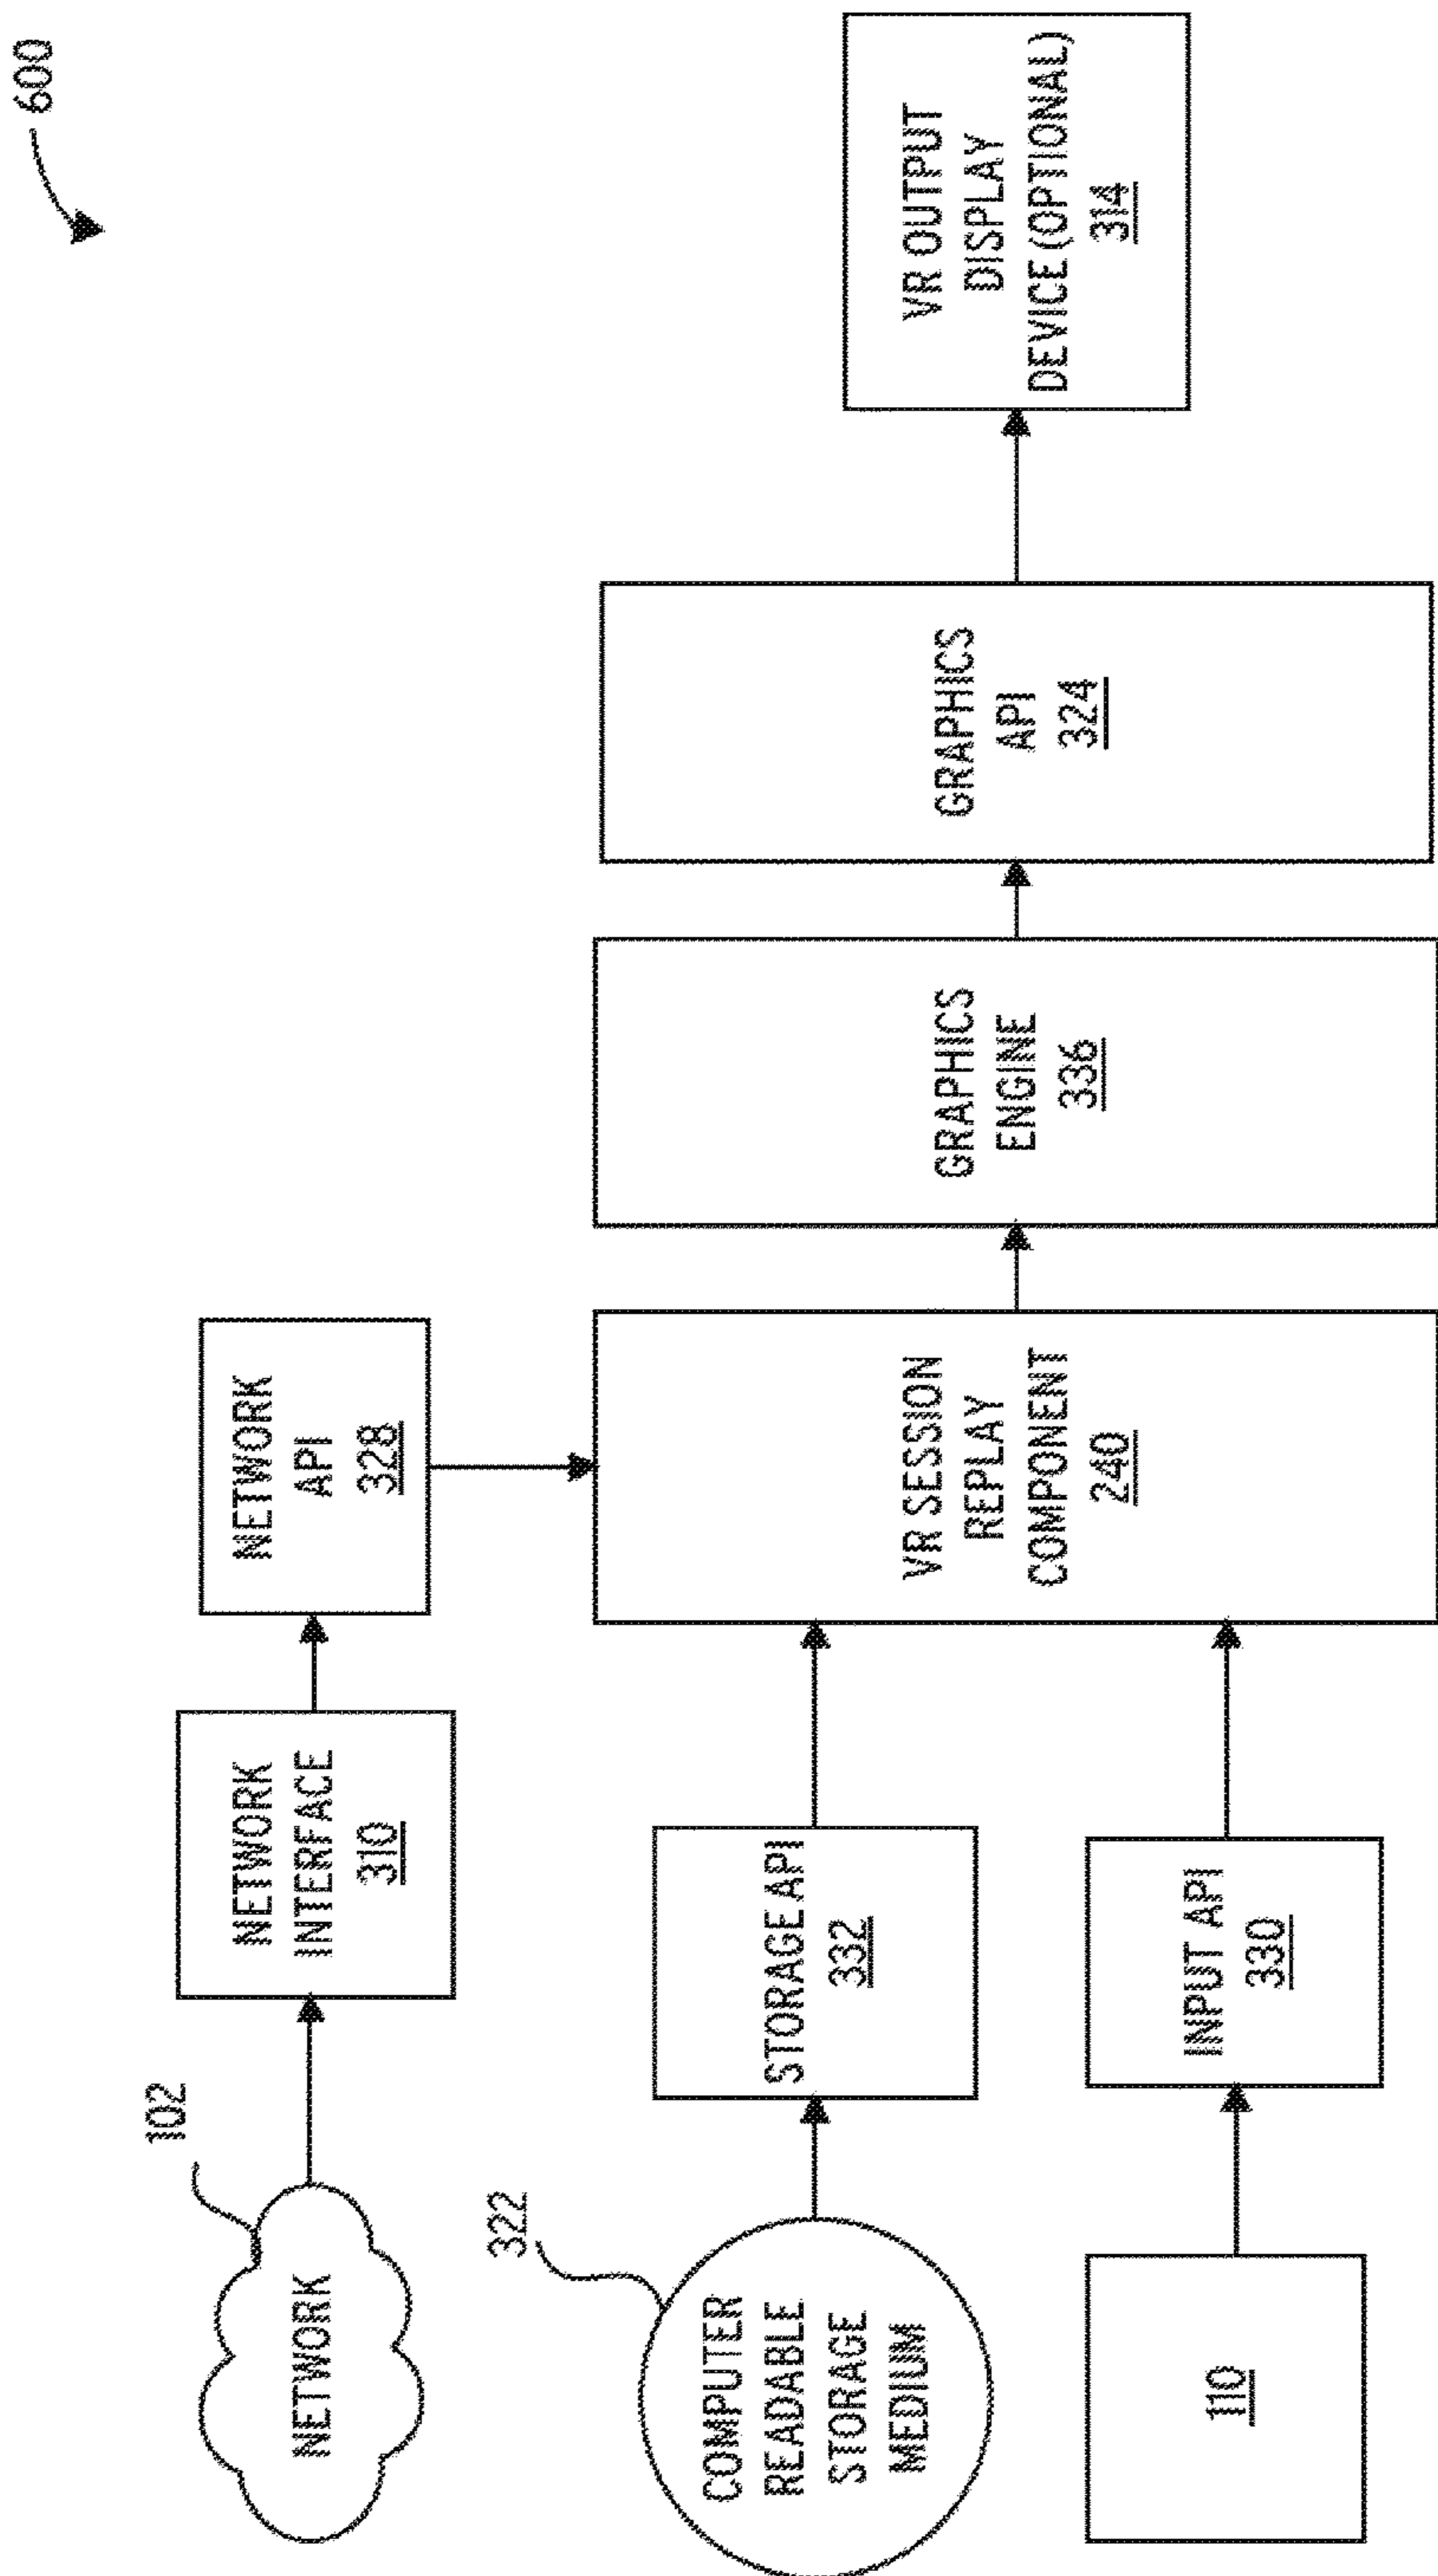 600
NETWORK
102
NETWORK
INTERFACE
310
NETWORK
API
328
COMPUTER
READABLE
STORAGE
MEDIUM
322
STORAGE API
332
110
INPUT API
330
VR SESSION
REPLAY
COMPONENT
240
GRAPHICS
ENGINE
336
GRAPHICS
API
324
VR OUTPUT
DISPLAY
DEVICE (OPTIONAL)
314